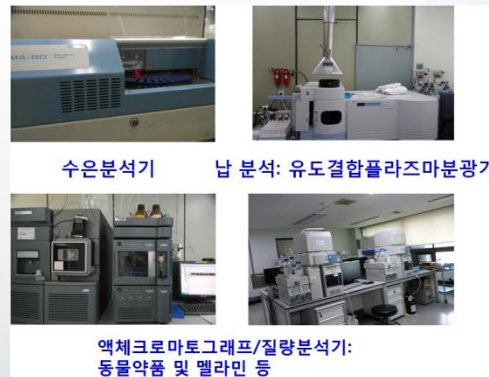 MA-80
수은분석기
납 분석: 유도결합플라즈마분광기
액체크로마토그래프/질량분석기:
동물약품 및 멜라민 등